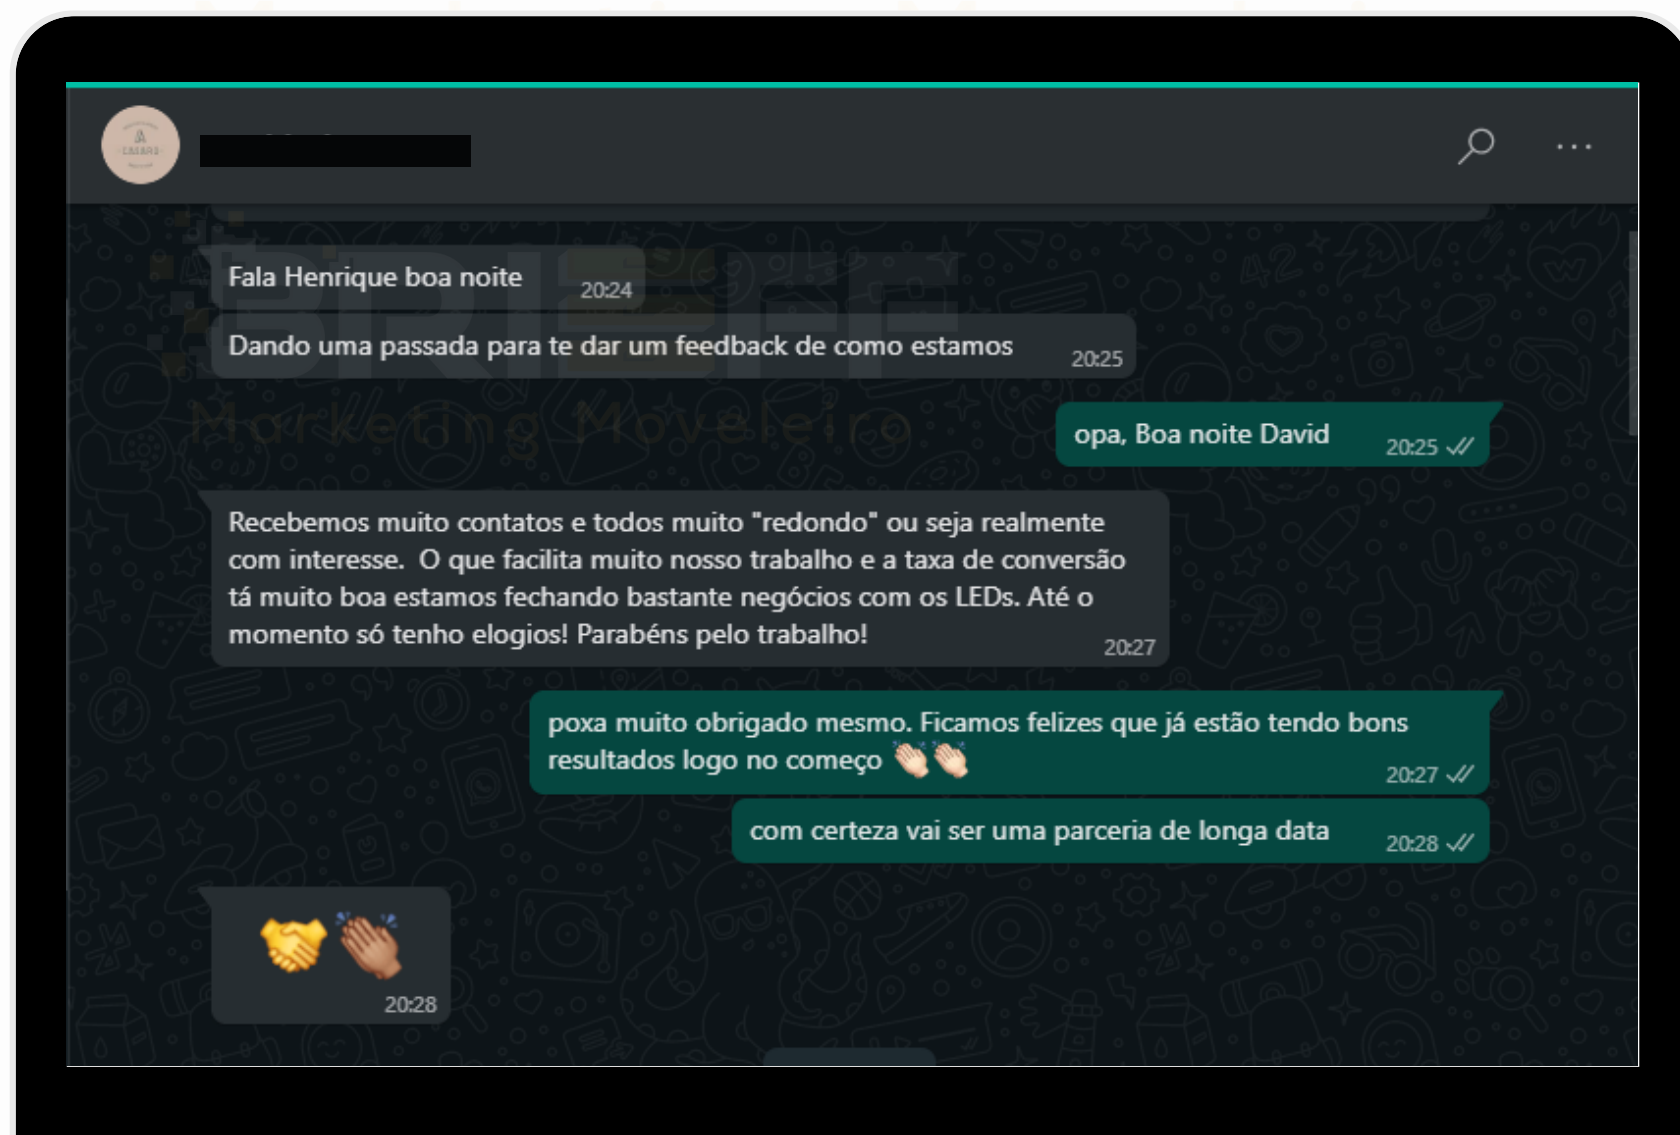 Fala Henrique boa noite
20:24
Dando uma passada para te dar um feedback de como estamos
20:25
BRIEFF
Marketing Moveleiro
opa, Boa noite David
20:25
Recebemos muito contatos e todos muito "redondo" ou seja realmente
com interesse.  O que facilita muito nosso trabalho e a taxa de conversão
tá muito boa estamos fechando bastante negócios com os LEDs. Até o
momento só tenho elogios! Parabéns pelo trabalho!
20:27
poxa muito obrigado mesmo. Ficamos felizes que já estão tendo bons
resultados logo no começo 👏🏻👏🏻
20:27
com certeza vai ser uma parceria de longa data
20:28
🤝👏🏽
20:28